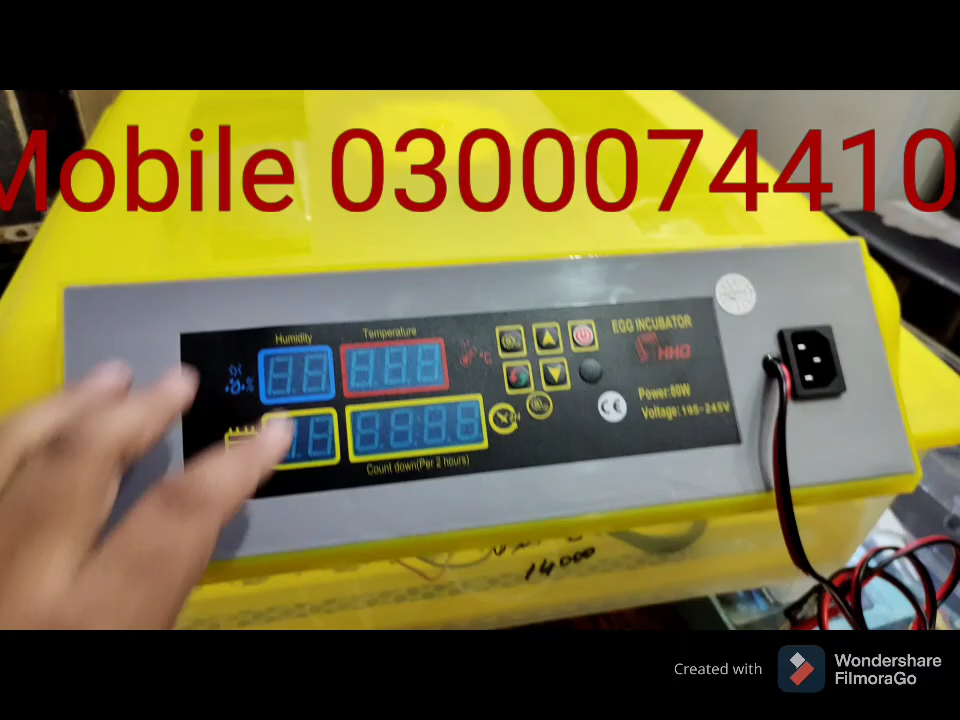 Mobile 0300074410
Humidity
Temperature
°C
%
EGG INCUBATOR
HHD
Power:80W
Voltage:195-245V
CE
Count down(Per 2 hours)
14000
Created with
Wondershare
FilmoraGo